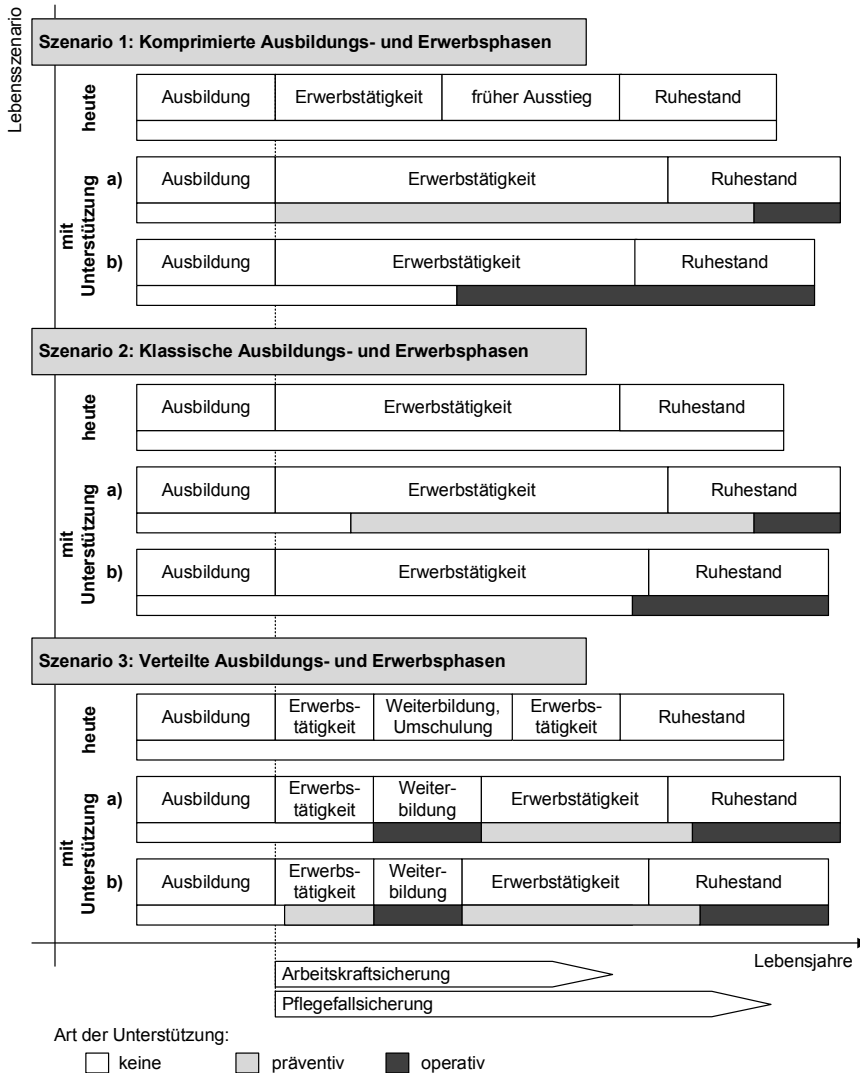 Lebensszenario
Szenario 1: Komprimierte Ausbildungs- und Erwerbsphasen
heute
Ausbildung Erwerbstätigkeit früher Ausstieg Ruhestand
mit
Unterstützung
a)
Ausbildung Erwerbstätigkeit Ruhestand
b)
Ausbildung Erwerbstätigkeit Ruhestand
Szenario 2: Klassische Ausbildungs- und Erwerbsphasen
heute
Ausbildung Erwerbstätigkeit Ruhestand
mit
Unterstützung
a)
Ausbildung Erwerbstätigkeit Ruhestand
b)
Ausbildung Erwerbstätigkeit Ruhestand
Szenario 3: Verteilte Ausbildungs- und Erwerbsphasen
heute
Ausbildung
Erwerbs-
tätigkeit
Weiterbildung,
Umschulung
Erwerbs-
tätigkeit
Ruhestand
mit
Unterstützung
a)
Ausbildung
Erwerbs-
tätigkeit
Weiter-
bildung
Erwerbstätigkeit
Ruhestand
b)
Ausbildung
Erwerbs-
tätigkeit
Weiter-
bildung
Erwerbstätigkeit
Ruhestand
Lebensjahre
Arbeitskraftsicherung
Pflegefallsicherung
Art der Unterstützung:
keine präventiv operativ